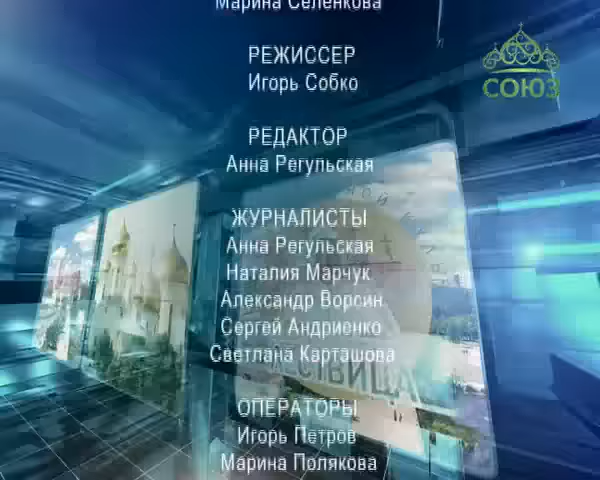 Марина Селенкова
РЕЖИССЕР
Игорь Собко
СОЮЗ
РЕДАКТОР
Анна Регульская
ЖУРНАЛИСТЫ
Анна Регульская
Наталия Марчук
Александр Ворсин
Сергей Андриенко
Светлана Карташова
ОПЕРАТОРЫ
Игорь Петров
Марина Полякова